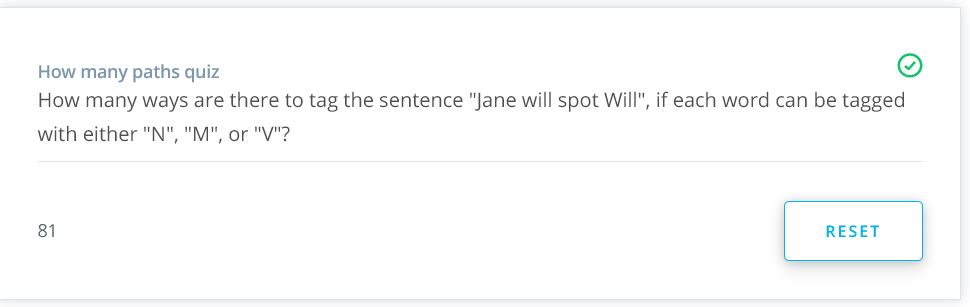 How many paths quiz
How many ways are there to tag the sentence "Jane will spot Will", if each word can be tagged
with either "N", "M", or "V"?
81
RESET